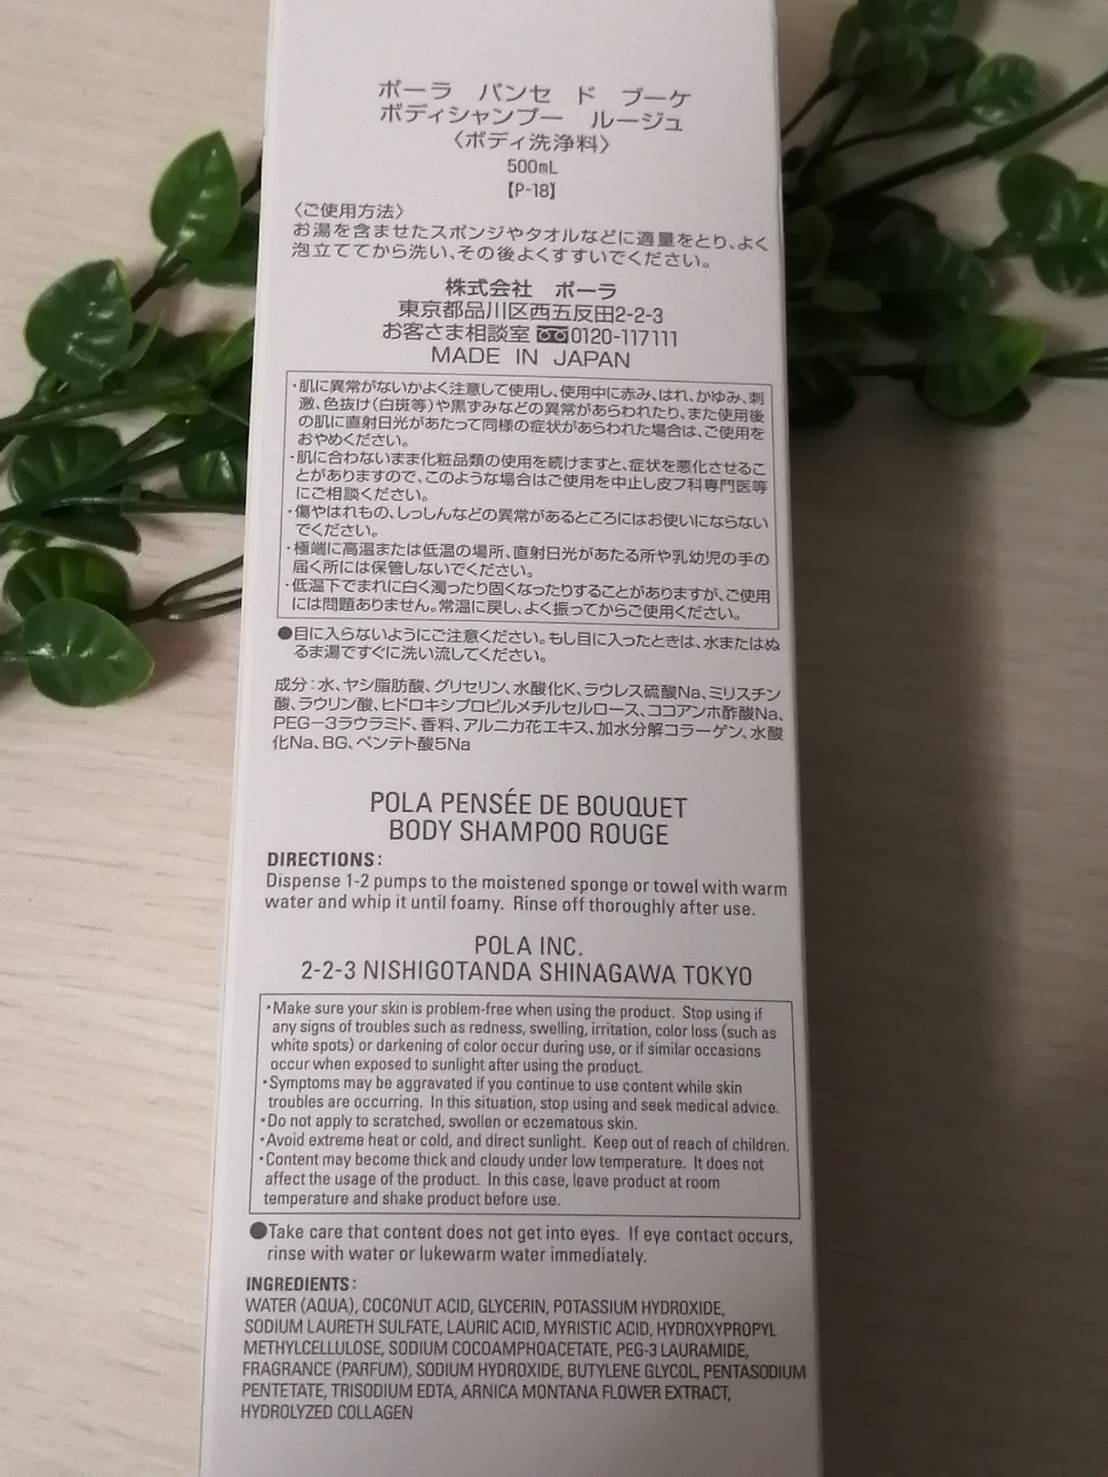 ポーラ パンセ ド ブーケ
ボディシャンプー ルージュ
〈ボディ洗浄料〉
500mL
【P-18】
〈ご使用方法〉
お湯を含ませたスポンジやタオルなどに適量をとり、よく
泡立ててから洗い、その後よくすすいでください。
株式会社 ポーラ
東京都品川区西五反田2-2-3
お客さま相談室 0120-117111
MADE IN JAPAN
・肌に異常がないかよく注意して使用し、使用中に赤み、はれ、かゆみ、刺
激、色抜け(白斑等)や黒ずみなどの異常があらわれたり、また使用後
の肌に直射日光があたって同様の症状があらわれた場合は、ご使用を
おやめください。
・肌に合わないまま化粧品類の使用を続けますと、症状を悪化させるこ
とがありますので、このような場合はご使用を中止し皮フ科専門医等
にご相談ください。
・傷やはれもの、しっしんなどの異常があるところにはお使いにならない
でください。
・極端に高温または低温の場所、直射日光があたる所や乳幼児の手の
届く所には保管しないでください。
・低温下でまれに白く濁ったり固くなったりすることがありますが、ご使用
には問題ありません。常温に戻し、よく振ってからご使用ください。
●目に入らないようにご注意ください。もし目に入ったときは、水またはぬ
るま湯ですぐに洗い流してください。
成分：水、ヤシ脂肪酸、グリセリン、水酸化K、ラウレス硫酸Na、ミリスチン
酸、ラウリン酸、ヒドロキシプロピルメチルセルロース、ココアンホ酢酸Na、
PEG－3ラウラミド、香料、アルニカ花エキス、加水分解コラーゲン、水酸
化Na、BG、ペンテト酸5Na
POLA PENSÉE DE BOUQUET
BODY SHAMPOO ROUGE
DIRECTIONS:
Dispense 1-2 pumps to the moistened sponge or towel with warm
water and whip it until foamy. Rinse off thoroughly after use.
POLA INC.
2-2-3 NISHIGOTANDA SHINAGAWA TOKYO
・Make sure your skin is problem-free when using the product. Stop using if
any signs of troubles such as redness, swelling, irritation, color loss (such as
white spots) or darkening of color occur during use, or if similar occasions
occur when exposed to sunlight after using the product.
・Symptoms may be aggravated if you continue to use content while skin
troubles are occurring. In this situation, stop using and seek medical advice.
・Do not apply to scratched, swollen or eczematous skin.
・Avoid extreme heat or cold, and direct sunlight. Keep out of reach of children.
・Content may become thick and cloudy under low temperature. It does not
affect the usage of the product. In this case, leave product at room
temperature and shake product before use.
●Take care that content does not get into eyes. If eye contact occurs,
rinse with water or lukewarm water immediately.
INGREDIENTS:
WATER (AQUA), COCONUT ACID, GLYCERIN, POTASSIUM HYDROXIDE,
SODIUM LAURETH SULFATE, LAURIC ACID, MYRISTIC ACID, HYDROXYPROPYL
METHYLCELLULOSE, SODIUM COCOAMPHOACETATE, PEG-3 LAURAMIDE,
FRAGRANCE (PARFUM), SODIUM HYDROXIDE, BUTYLENE GLYCOL, PENTASODIUM
PENTETATE, TRISODIUM EDTA, ARNICA MONTANA FLOWER EXTRACT,
HYDROLYZED COLLAGEN